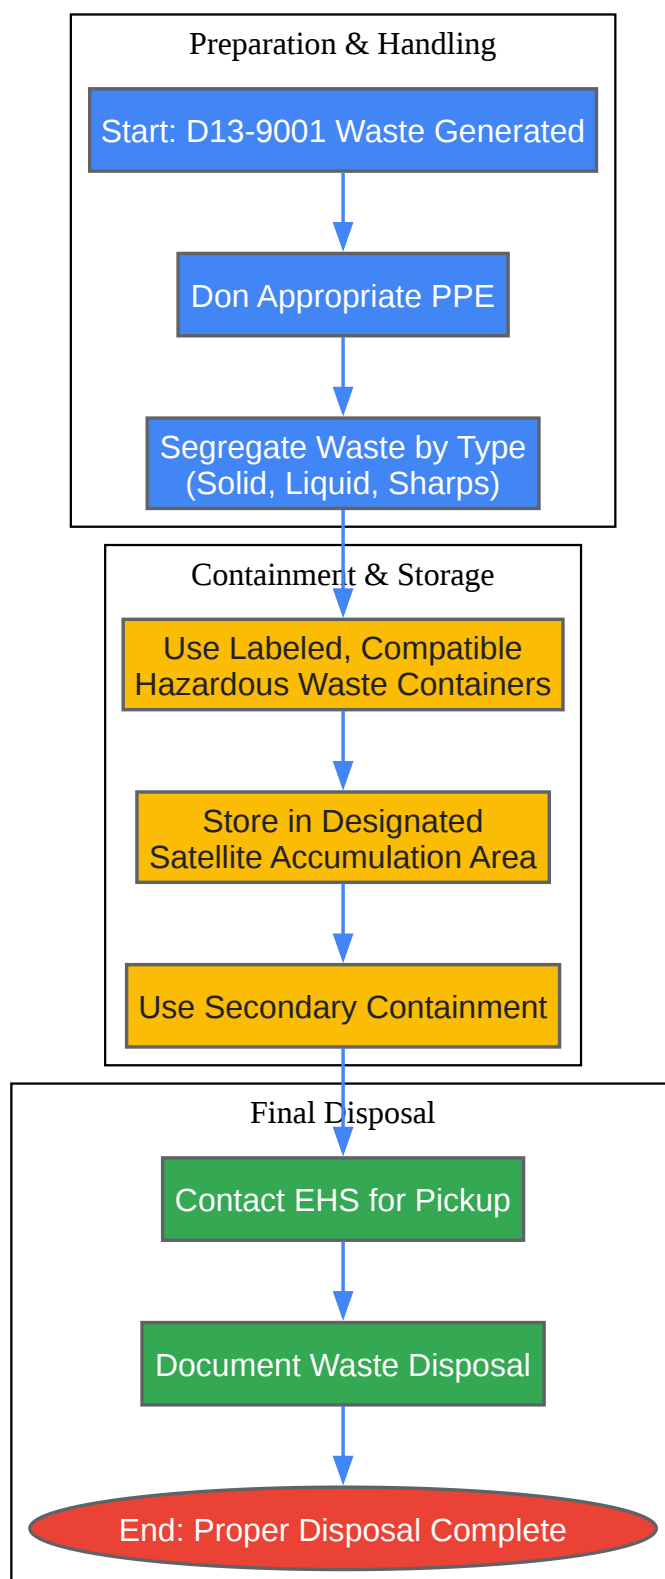 Preparation & Handling
Start: D13-9001 Waste Generated
Don Appropriate PPE
Segregate Waste by Type
(Solid, Liquid, Sharps)
Containment & Storage
Use Labeled, Compatible
Hazardous Waste Containers
Store in Designated
Satellite Accumulation Area
Use Secondary Containment
Final Disposal
Contact EHS for Pickup
Document Waste Disposal
End: Proper Disposal Complete